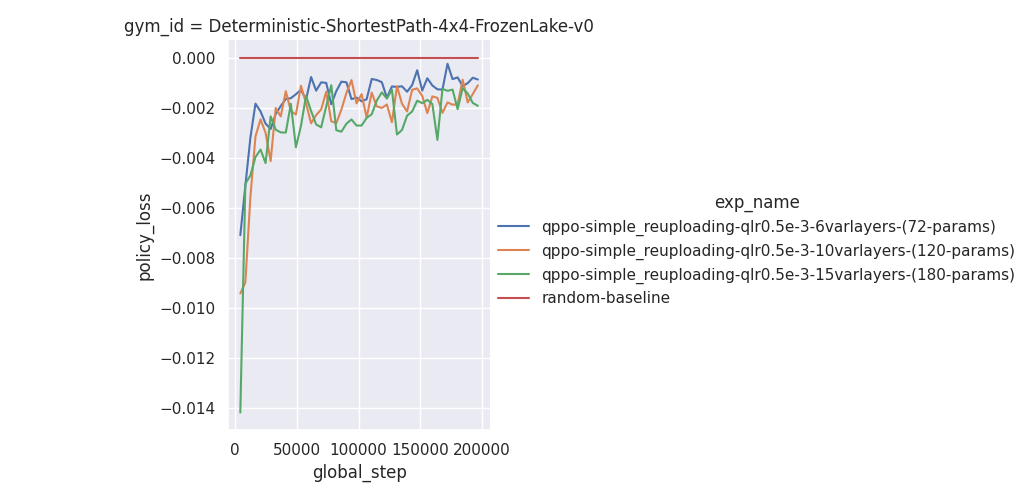 gym_id = Deterministic-ShortestPath-4x4-FrozenLake-v0
0.000
−0.002
−0.004
−0.006
−0.008
−0.010
−0.012
−0.014
policy_loss
0 50000 100000 150000 200000
global_step
exp_name
qppo-simple_reuploading-qlr0.5e-3-6varlayers-(72-params)
qppo-simple_reuploading-qlr0.5e-3-10varlayers-(120-params)
qppo-simple_reuploading-qlr0.5e-3-15varlayers-(180-params)
random-baseline